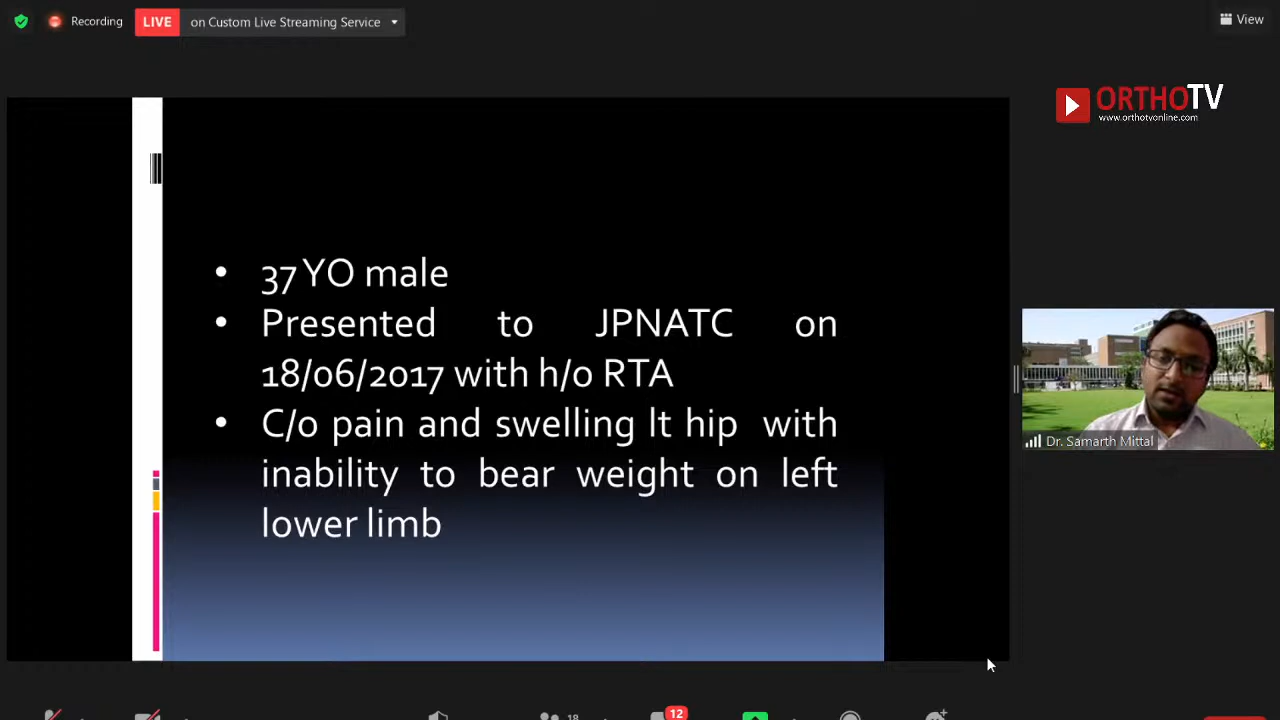 Recording
LIVE on Custom Live Streaming Service
View
ORTHOTV
www.orthotvonline.com
• 37 YO male
• Presented to JPNATC on
18/06/2017 with h/o RTA
• C/o pain and swelling lt hip with
inability to bear weight on left
lower limb
Dr. Samarth Mittal
18
12